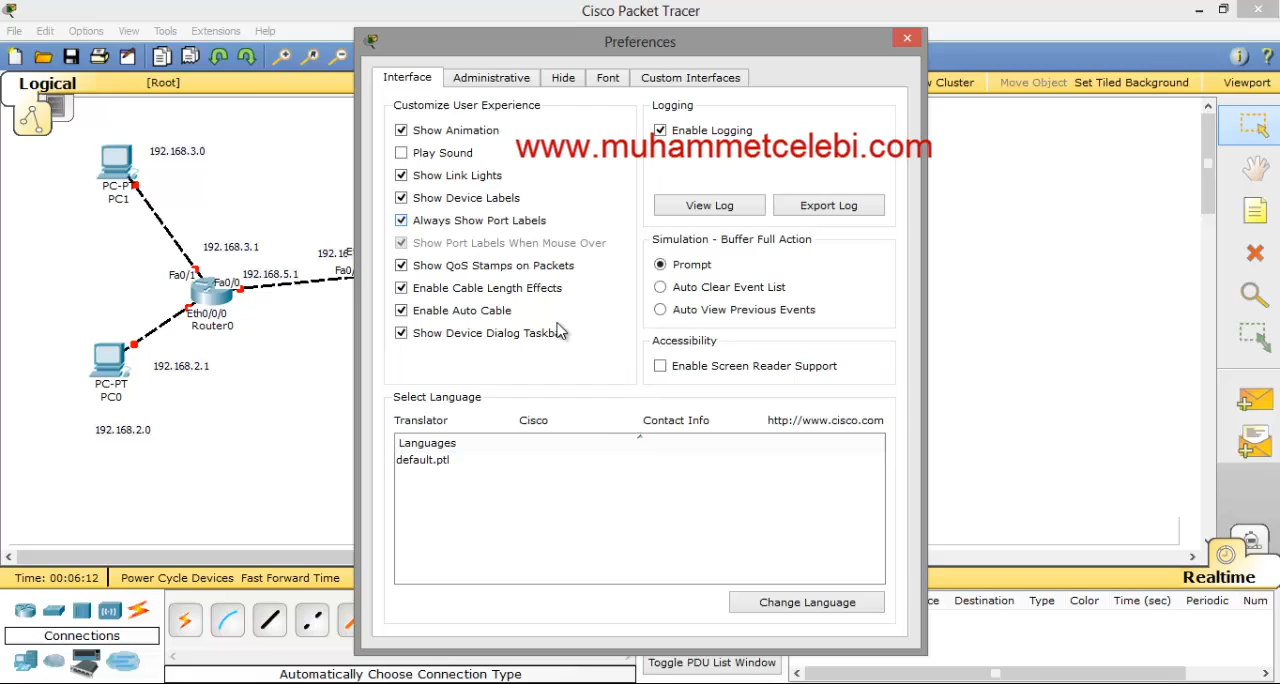 Cisco Packet Tracer
File Edit Options View Tools Extensions Help
Logical
[Root]
Cluster
Move Object
Set Tiled Background
Viewport
192.168.3.0
PC-PT
PC1
192.168.3.1
Fa0/1
Fa0/0
192.168.5.1
Eth0/0/0
Router0
PC-PT
PC0
192.168.2.1
192.168.2.0
Preferences
Interface
Administrative
Hide
Font
Custom Interfaces
Customize User Experience
Show Animation
Play Sound
Show Link Lights
Show Device Labels
Always Show Port Labels
Show Port Labels When Mouse Over
Show QoS Stamps on Packets
Enable Cable Length Effects
Enable Auto Cable
Show Device Dialog Taskbar
Logging
Enable Logging
www.muhammetcelebi.com
View Log
Export Log
Simulation - Buffer Full Action
Prompt
Auto Clear Event List
Auto View Previous Events
Accessibility
Enable Screen Reader Support
Select Language
Translator
Cisco
Contact Info
http://www.cisco.com
Languages
default.ptl
Change Language
Time: 00:06:12
Power Cycle Devices Fast Forward Time
Realtime
Connections
Automatically Choose Connection Type
Toggle PDU List Window
Destination Type Color Time (sec) Periodic Num